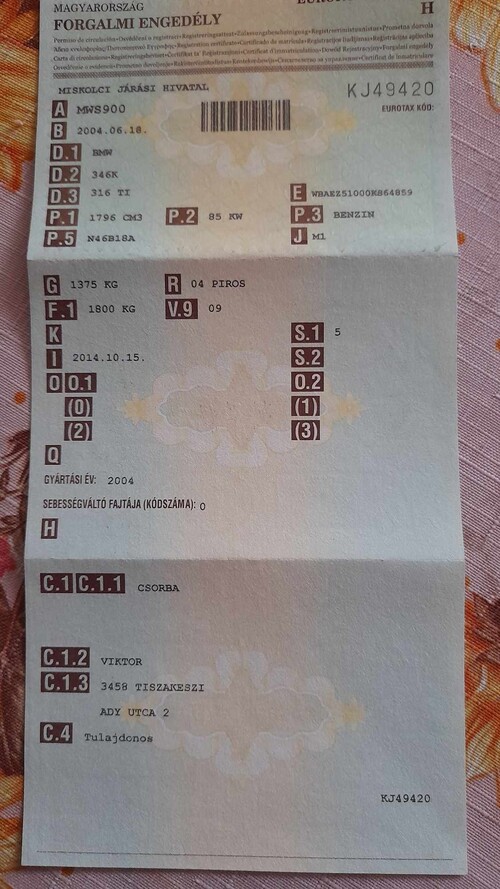 MAGYARORSZÁG
FORGALMI ENGEDÉLY
H
MISKOLCI JÁRÁSI HIVATAL
KJ49420
A MWS900
EUROTAX KÓD:
B 2004.06.18.
D.1 BMW
D.2 346K
D.3 316 TI
E WBAEZ51000K864859
P.1 1796 CM3 P.2 85 KW P.3 BENZIN
P.5 N46B18A J M1
G 1375 KG R 04 PIROS
F.1 1800 KG V.9 09
K S.1 5
I 2014.10.15. S.2
O O.1 O.2
(0) (1)
(2) (3)
Q
GYÁRTÁSI ÉV: 2004
SEBESSÉGVÁLTÓ FAJTÁJA (KÓDSZÁMA): 0
H
C.1 C.1.1 CSORBA
C.1.2 VIKTOR
C.1.3 3458 TISZAKESZI
ADY UTCA 2
C.4 Tulajdonos
KJ49420